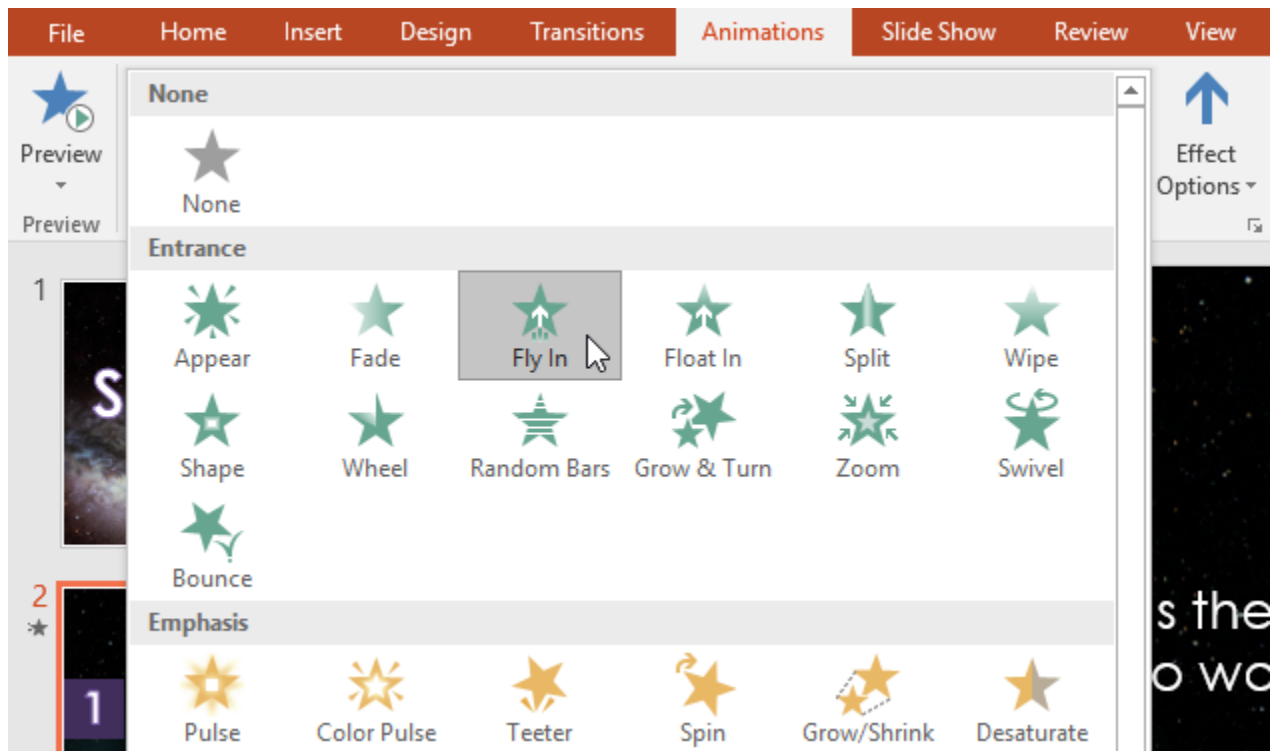 File Home Insert Design Transitions Animations Slide Show Review View
Preview
Preview
None
None
Effect
Options
Entrance
1
Appear Fade Fly In Float In Split Wipe
S
Shape Wheel Random Bars Grow & Turn Zoom Swivel
Bounce
2
Emphasis
s the
1
Pulse Color Pulse Teeter Spin Grow/Shrink Desaturate